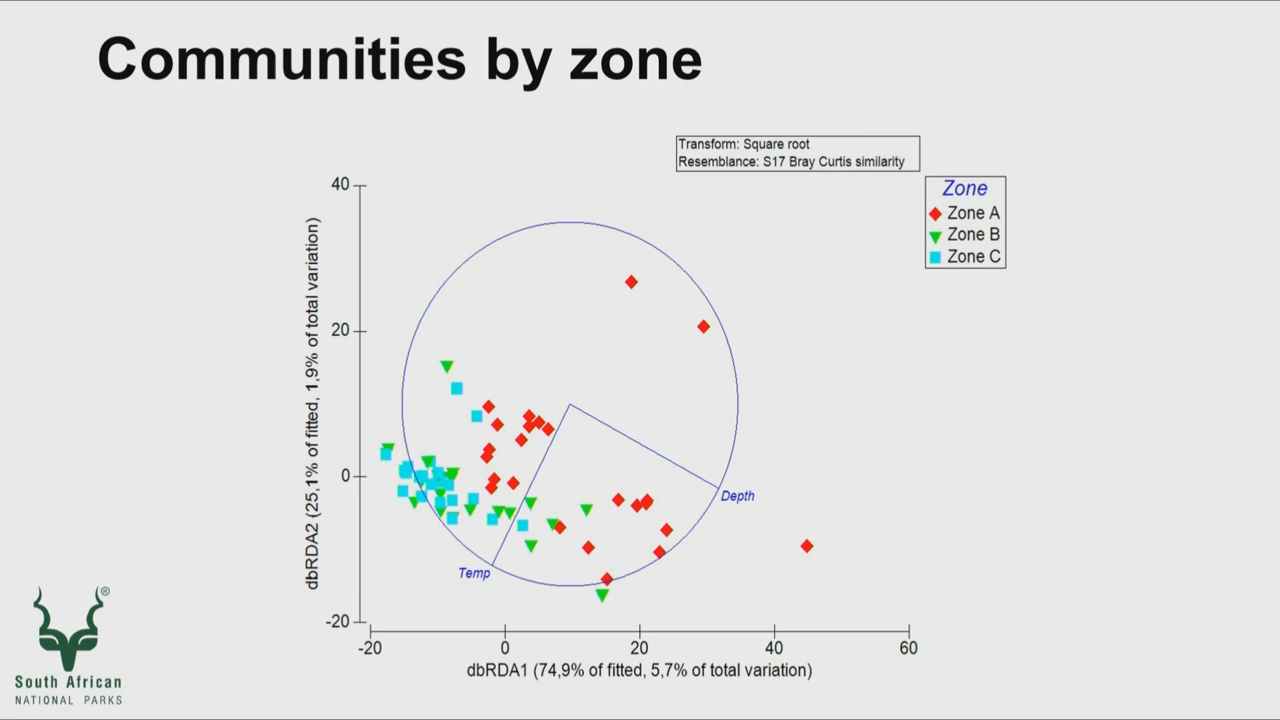 Communities by zone
Transform: Square root
Resemblance: S17 Bray Curtis similarity
Zone
Zone A
Zone B
Zone C
40
20
0
-20
dbRDA2 (25,1% of fitted, 1,9% of total variation)
Depth
Temp
-20
0
20
40
60
dbRDA1 (74,9% of fitted, 5,7% of total variation)
®
South African
NATIONAL PARKS